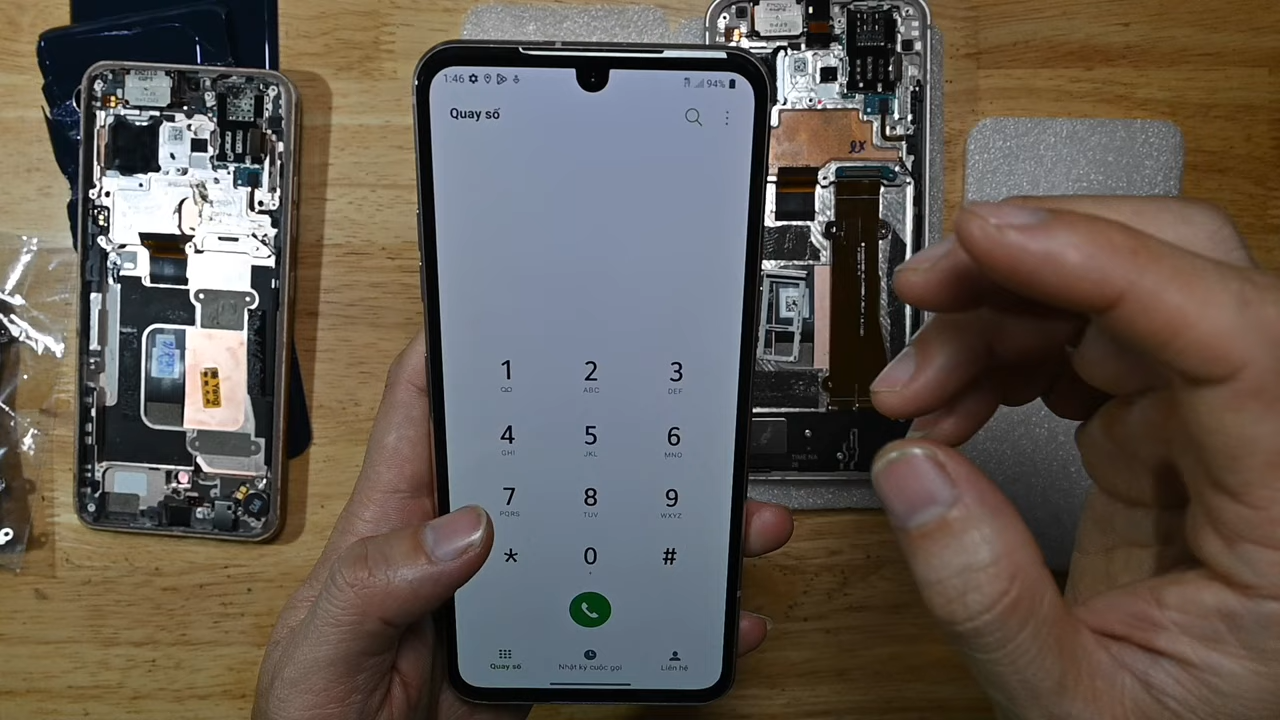 1:46
94%
Quay số
1
2
ABC
3
DEF
4
GHI
5
JKL
6
MNO
7
PQRS
8
TUV
9
WXYZ
*
0
#
Quay số
Nhật ký cuộc gọi
Liên hệ
Yang